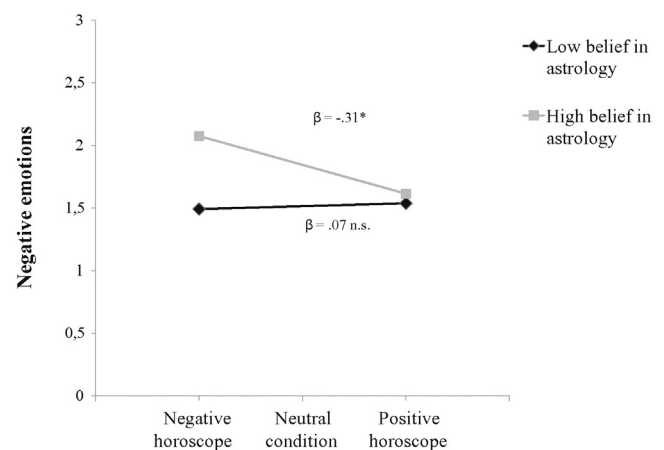 3
2,5
2
1,5
1
0,5
0
Negative emotions
β = -.31*
β = .07 n.s.
Negative
horoscope
Neutral
condition
Positive
horoscope
Low belief in
astrology
High belief in
astrology